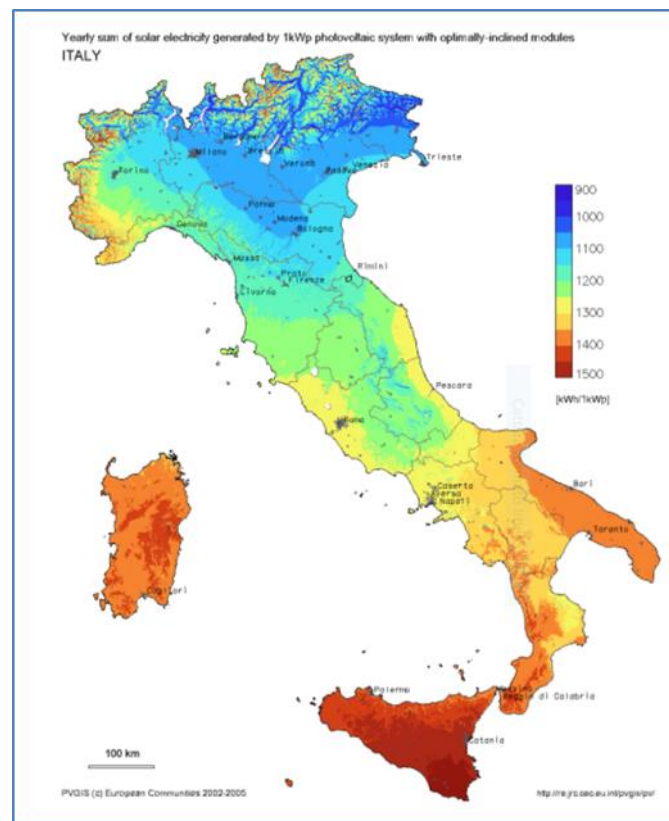 Yearly sum of solar electricity generated by 1kWp photovoltaic system with optimally-inclined modules
ITALY
Milano
Verona
Padova
Venezia
Trieste
Torino
Parma
Modena
Bologna
Genova
Massa
Rimini
Prato
Firenze
Livorno
Pescara
Roma
Caserta
Napoli
Bari
Taranto
Cagliari
Palermo
Reggio di Calabria
Catania
900
1000
1100
1200
1300
1400
1500
[kWh/1kWp]
100 km
PVGIS (c) European Communities 2002-2005
http://re.jrc.cec.eu.int/pvgis/pv/